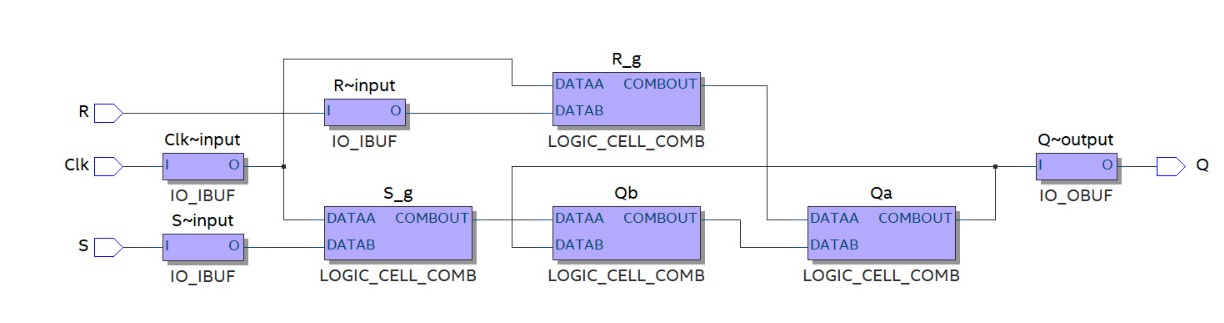 R_g
R~input
DATAA COMBOUT
R
I O
DATAB
IO_IBUF
LOGIC_CELL_COMB
Clk~input
Q~output
Clk
I O
I O
Q
IO_IBUF
S_g
Qb
Qa
IO_OBUF
S~input
DATAA COMBOUT
DATAA COMBOUT
DATAA COMBOUT
S
I O
DATAB
DATAB
DATAB
IO_IBUF
LOGIC_CELL_COMB
LOGIC_CELL_COMB
LOGIC_CELL_COMB